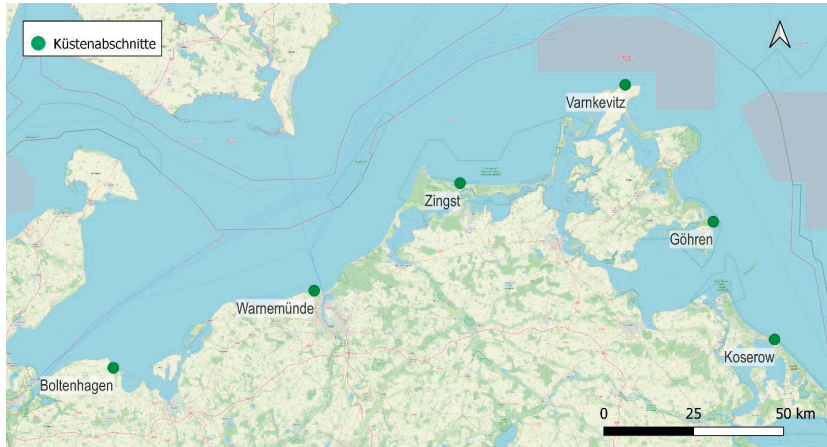 Küstenabschnitte
Varnkevitz
Zingst
Göhren
Warnemünde
Koserow
Boltenhagen
0 25 50 km